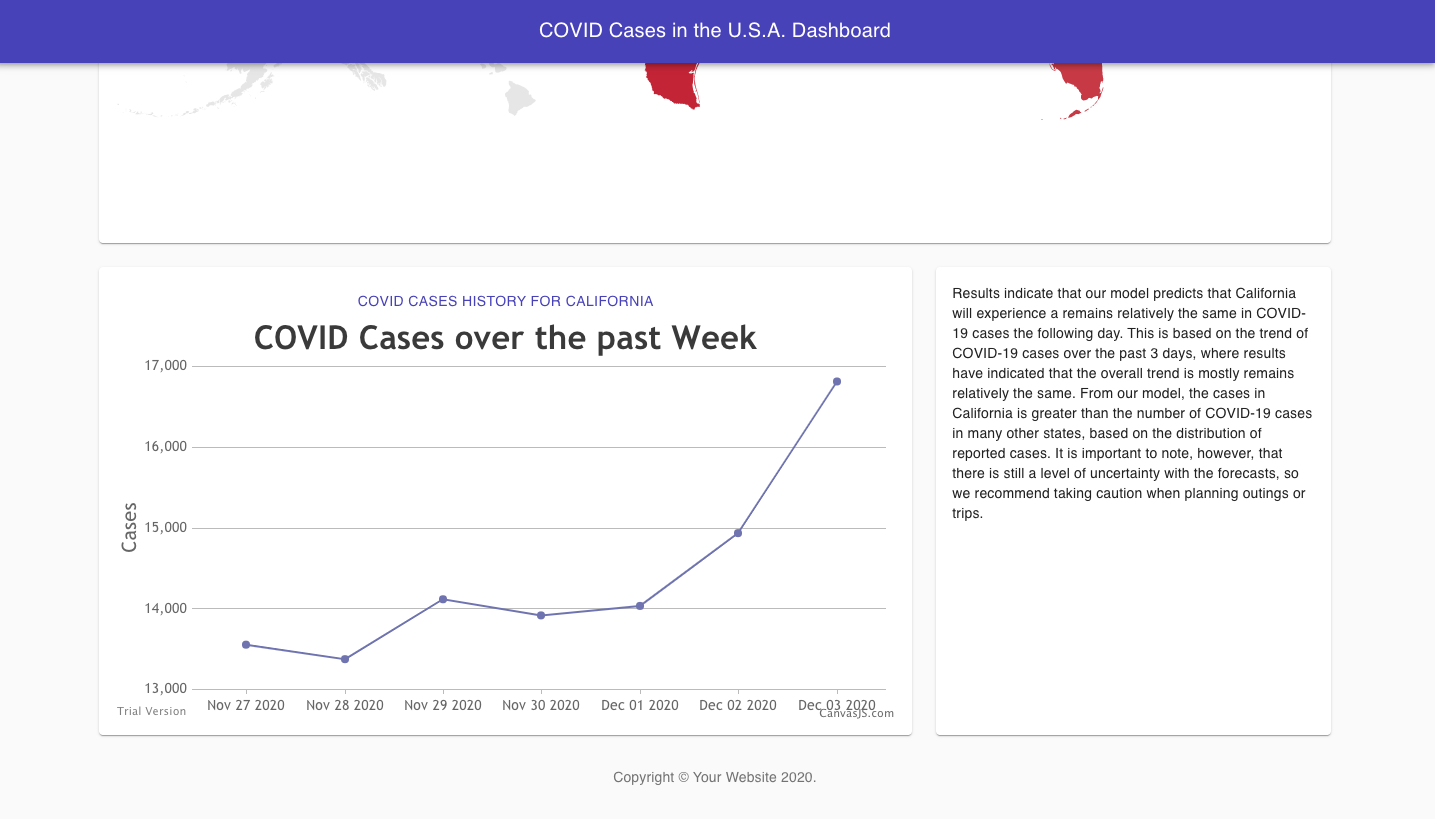 COVID Cases in the U.S.A. Dashboard
COVID CASES HISTORY FOR CALIFORNIA
COVID Cases over the past Week
17,000
16,000
15,000
14,000
13,000
Cases
Nov 27 2020 Nov 28 2020 Nov 29 2020 Nov 30 2020 Dec 01 2020 Dec 02 2020 Dec 03 2020
Trial Version
CanvasJS.com
Results indicate that our model predicts that California
will experience a remains relatively the same in COVID-
19 cases the following day. This is based on the trend of
COVID-19 cases over the past 3 days, where results
have indicated that the overall trend is mostly remains
relatively the same. From our model, the cases in
California is greater than the number of COVID-19 cases
in many other states, based on the distribution of
reported cases. It is important to note, however, that
there is still a level of uncertainty with the forecasts, so
we recommend taking caution when planning outings or
trips.
Copyright © Your Website 2020.